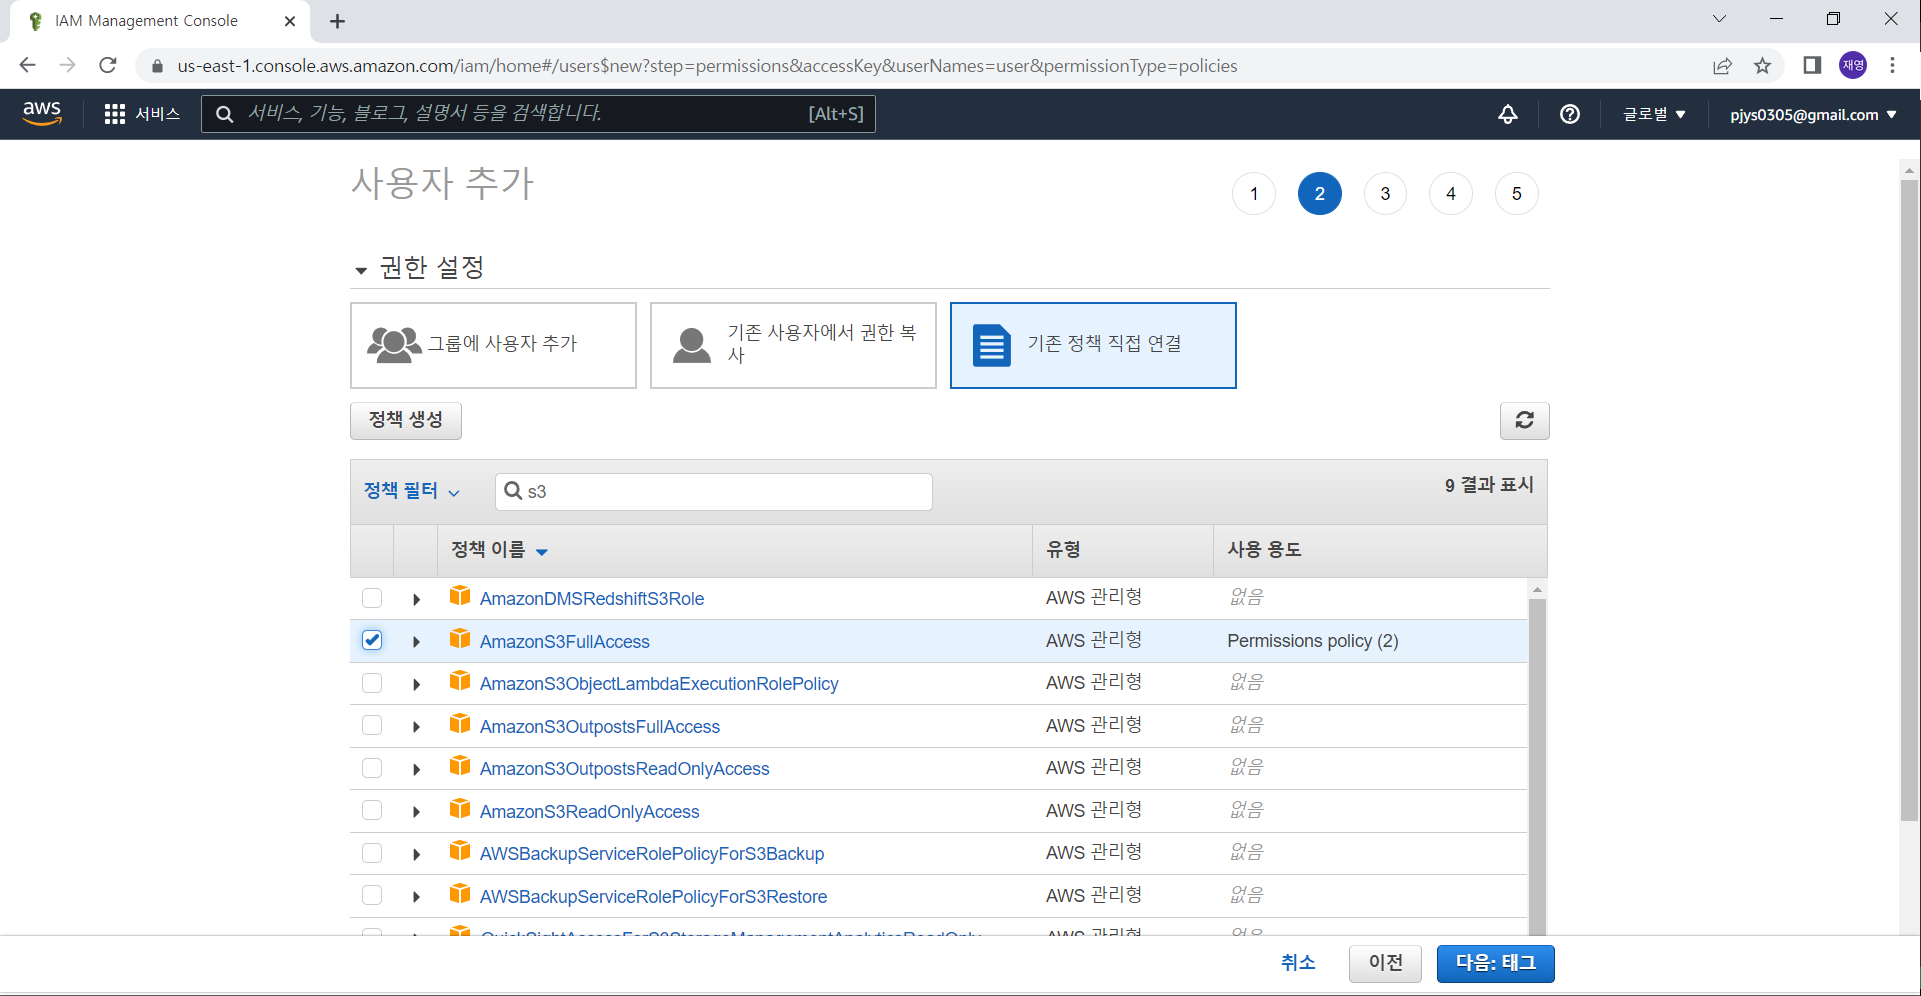 IAM Management Console
us-east-1.console.aws.amazon.com/iam/home#/users$new?step=permissions&accessKey&userNames=user&permissionType=policies
재영
aws
서비스
서비스, 기능, 블로그, 설명서 등을 검색합니다.
[Alt+S]
글로벌
pjys0305@gmail.com
사용자 추가
1 2 3 4 5
권한 설정
그룹에 사용자 추가
기존 사용자에서 권한 복
사
기존 정책 직접 연결
정책 생성
정책 필터
s3
9 결과 표시
정책 이름 유형 사용 용도
AmazonDMSRedshiftS3Role AWS 관리형 없음
AmazonS3FullAccess AWS 관리형 Permissions policy (2)
AmazonS3ObjectLambdaExecutionRolePolicy AWS 관리형 없음
AmazonS3OutpostsFullAccess AWS 관리형 없음
AmazonS3OutpostsReadOnlyAccess AWS 관리형 없음
AmazonS3ReadOnlyAccess AWS 관리형 없음
AWSBackupServiceRolePolicyForS3Backup AWS 관리형 없음
AWSBackupServiceRolePolicyForS3Restore AWS 관리형 없음
QuickSightAccessForS3StorageManagementAnalyticsReadOnly AWS 관리형 없음
취소
이전
다음: 태그